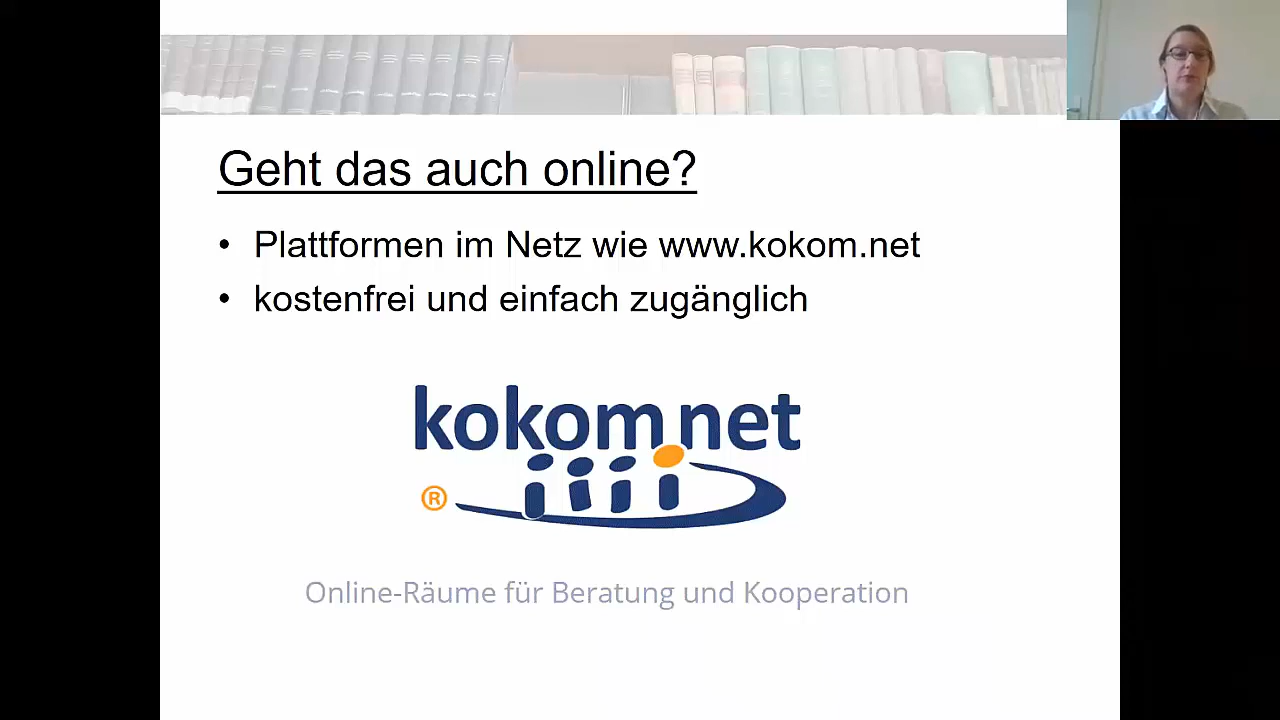 Geht das auch online?
• Plattformen im Netz wie www.kokom.net
• kostenfrei und einfach zugänglich
kokom net
®
Online-Räume für Beratung und Kooperation